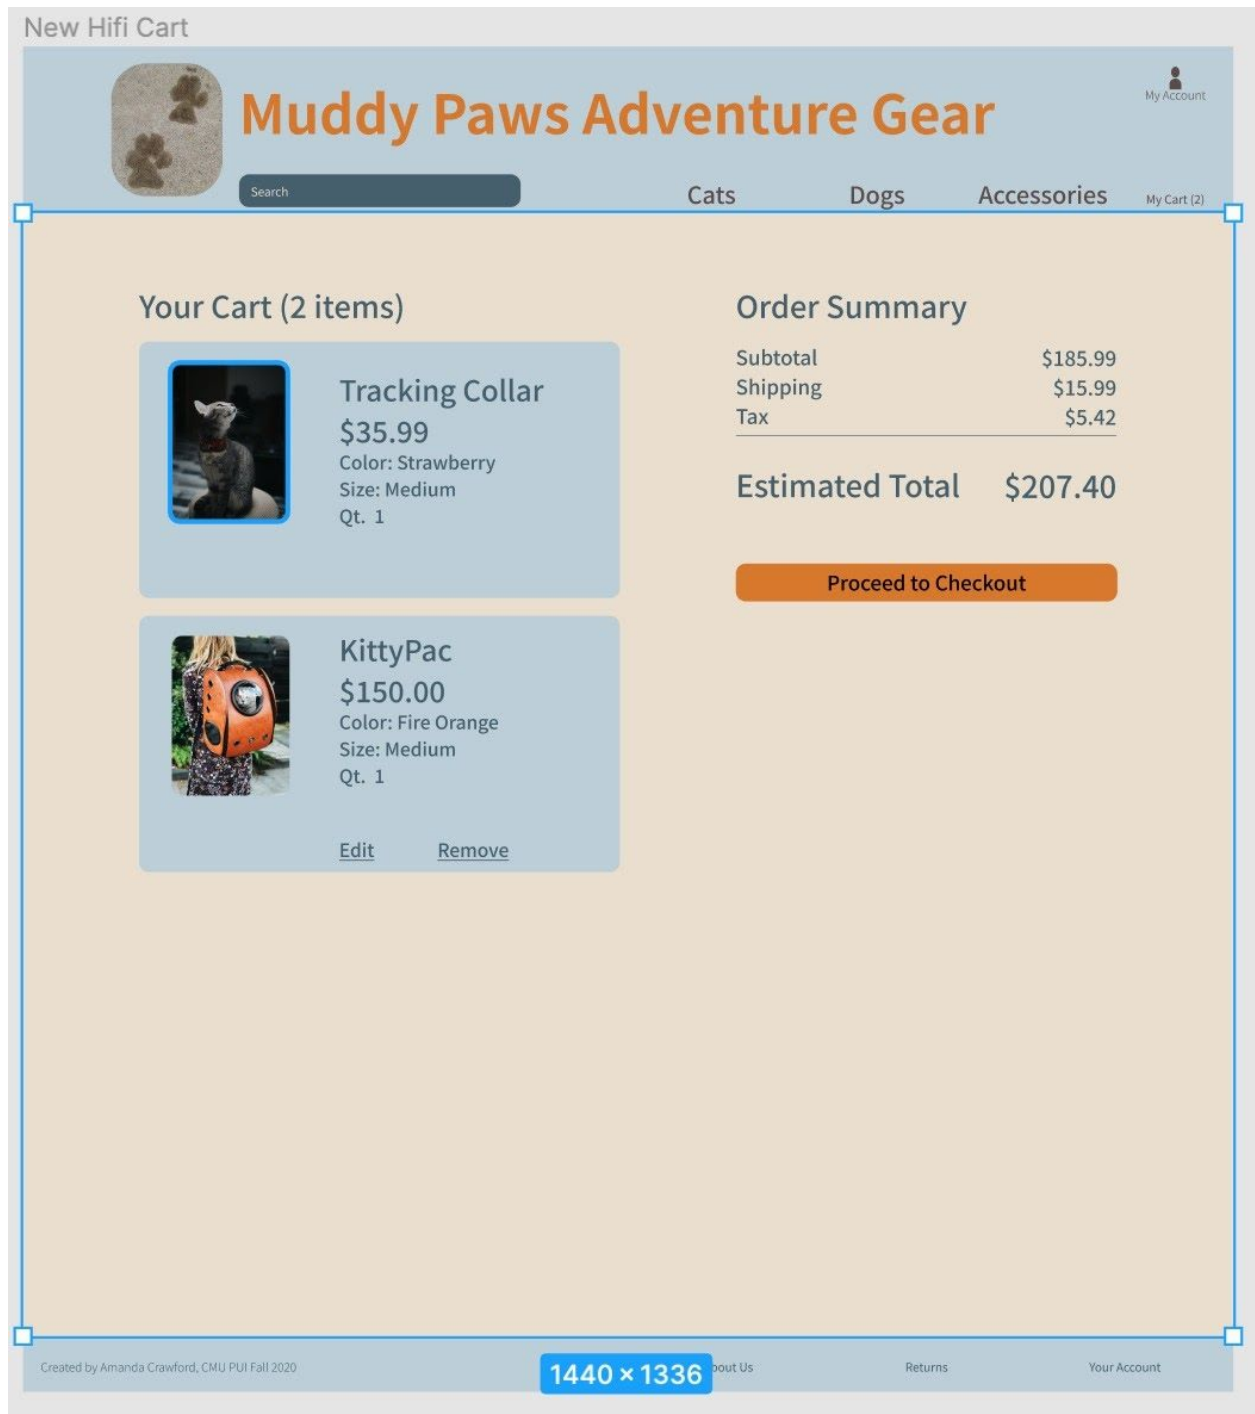 New Hifi Cart
Muddy Paws Adventure Gear
My Account
Search
Cats
Dogs
Accessories
My Cart (2)
Your Cart (2 items)
Tracking Collar
$35.99
Color: Strawberry
Size: Medium
Qt. 1
KittyPac
$150.00
Color: Fire Orange
Size: Medium
Qt. 1
Edit
Remove
Order Summary
Subtotal $185.99
Shipping $15.99
Tax $5.42
Estimated Total $207.40
Proceed to Checkout
Created by Amanda Crawford, CMU PUI Fall 2020
1440 × 1336
bout Us
Returns
Your Account